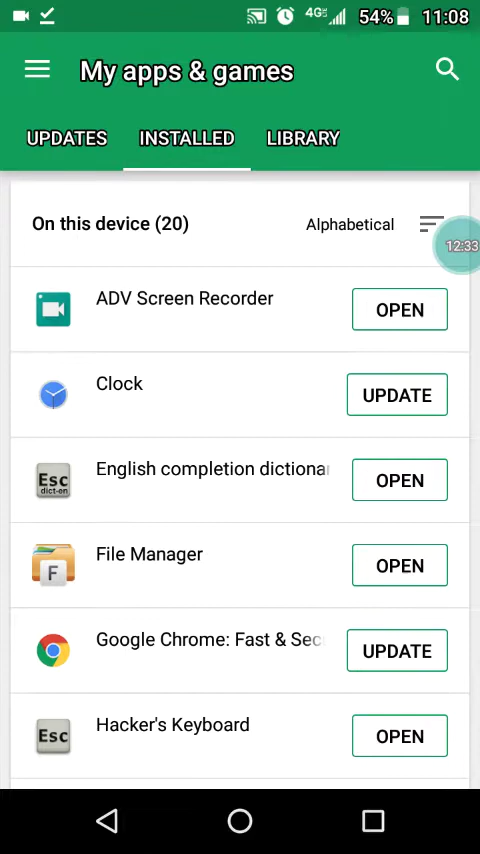 4G 54% 11:08
My apps & games
UPDATES INSTALLED LIBRARY
On this device (20) Alphabetical
12:33
ADV Screen Recorder OPEN
Clock UPDATE
Esc dict-en English completion dictionar OPEN
F File Manager OPEN
Google Chrome: Fast & Sec UPDATE
Esc Hacker's Keyboard OPEN